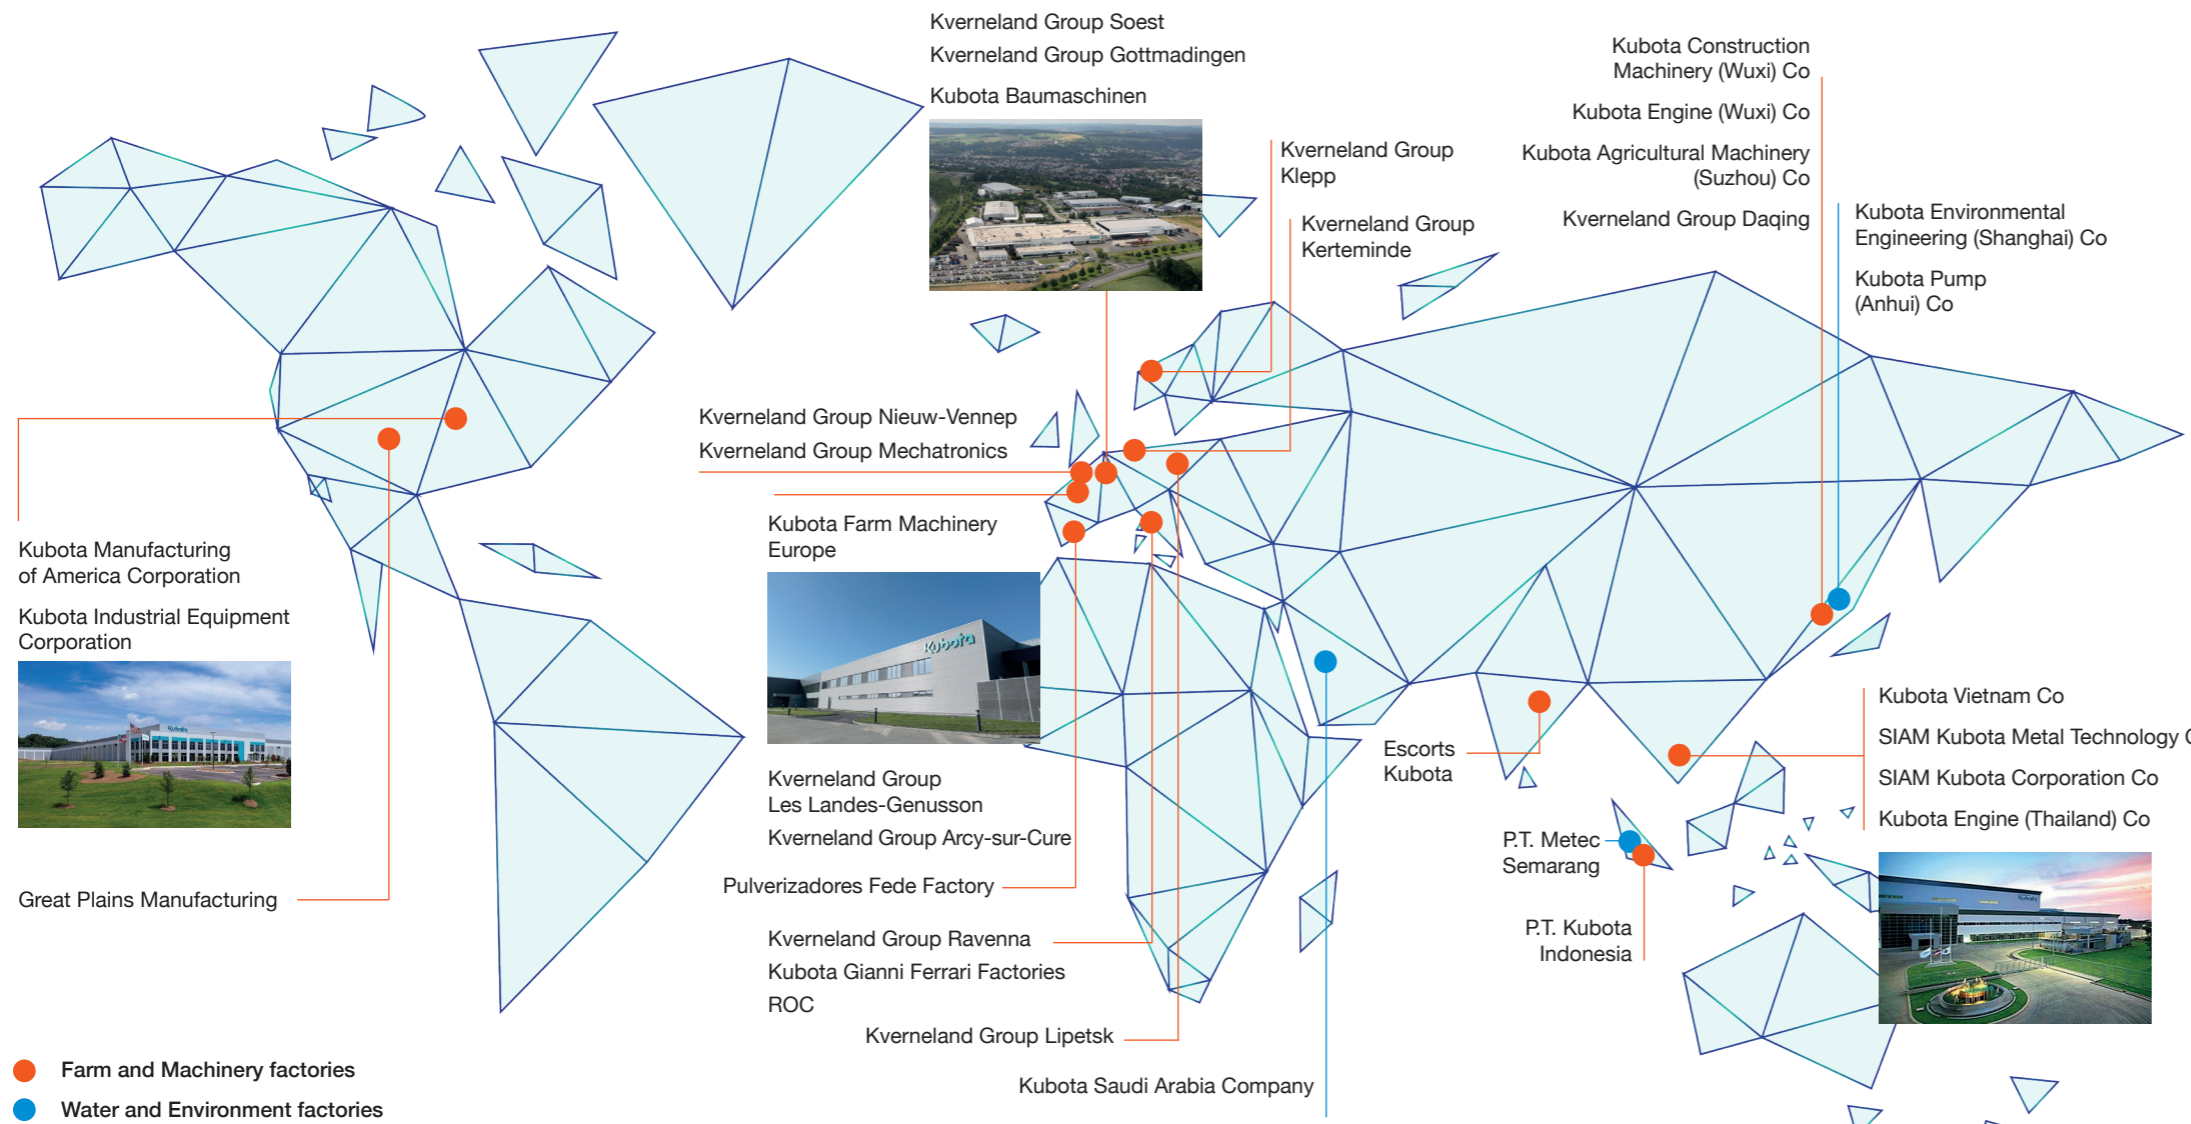 Kverneland Group Soest
Kverneland Group Gottmadingen
Kubota Baumaschinen
Kverneland Group
Klepp
Kverneland Group
Kerteminde
Kubota Construction
Machinery (Wuxi) Co
Kubota Engine (Wuxi) Co
Kubota Agricultural Machinery
(Suzhou) Co
Kverneland Group Daqing
Kubota Environmental
Engineering (Shanghai) Co
Kubota Pump
(Anhui) Co
Kverneland Group Nieuw-Vennep
Kverneland Group Mechatronics
Kubota Farm Machinery
Europe
Kubota
Kubota Manufacturing
of America Corporation
Kubota Industrial Equipment
Corporation
Kubota
Great Plains Manufacturing
Kverneland Group
Les Landes-Genusson
Kverneland Group Arcy-sur-Cure
Pulverizadores Fede Factory
Kverneland Group Ravenna
Kubota Gianni Ferrari Factories
ROC
Kverneland Group Lipetsk
Kubota Saudi Arabia Company
Escorts
Kubota
P.T. Metec
Semarang
P.T. Kubota
Indonesia
Kubota Vietnam Co
SIAM Kubota Metal Technology
SIAM Kubota Corporation Co
Kubota Engine (Thailand) Co
Kubota
Farm and Machinery factories
Water and Environment factories